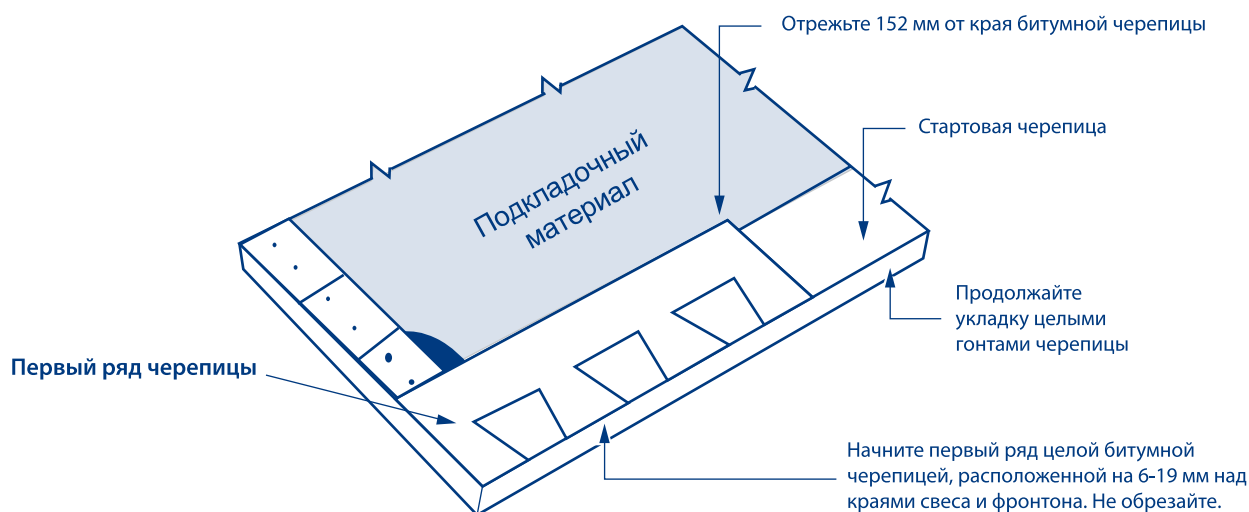 Отрежьте 152 мм от края битумной черепицы
Стартовая черепица
Подкладочный
материал
Продолжайте
укладку целыми
гонтами черепицы
Первый ряд черепицы
Начните первый ряд целой битумной
черепицей, расположенной на 6-19 мм над
краями свеса и фронтона. Не обрезайте.